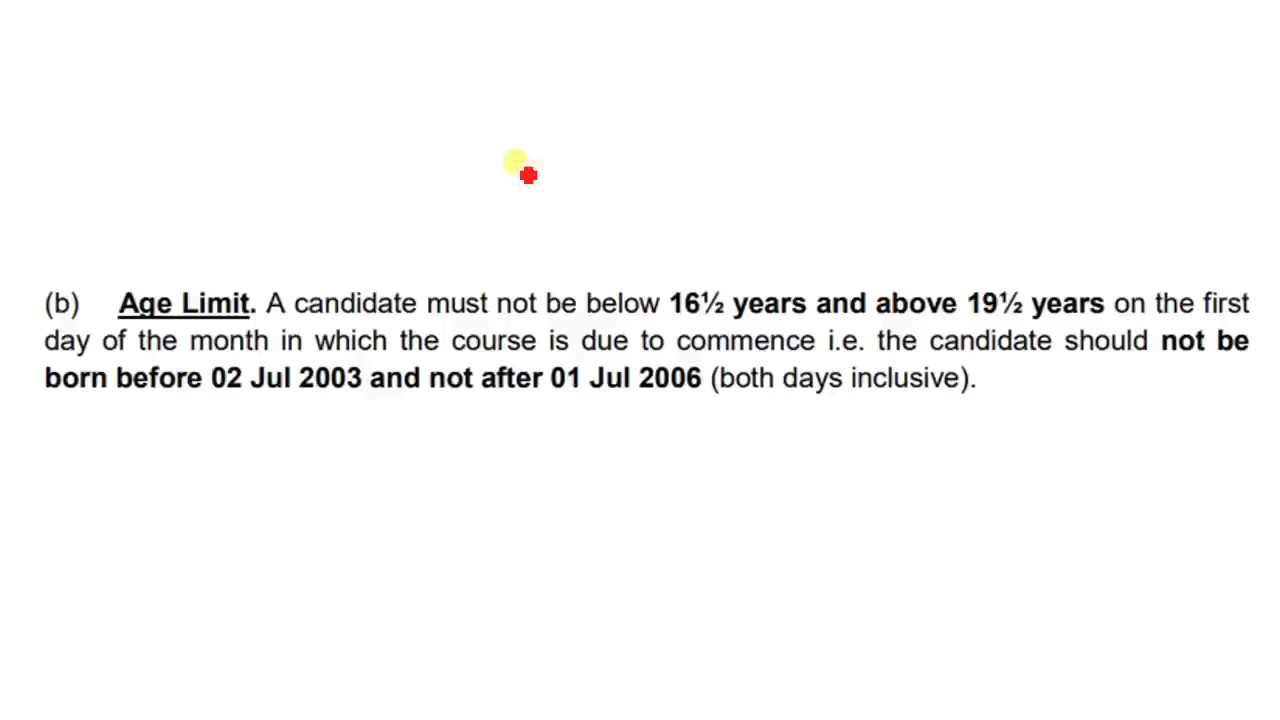 (b) Age Limit. A candidate must not be below 16½ years and above 19½ years on the first
day of the month in which the course is due to commence i.e. the candidate should not be
born before 02 Jul 2003 and not after 01 Jul 2006 (both days inclusive).